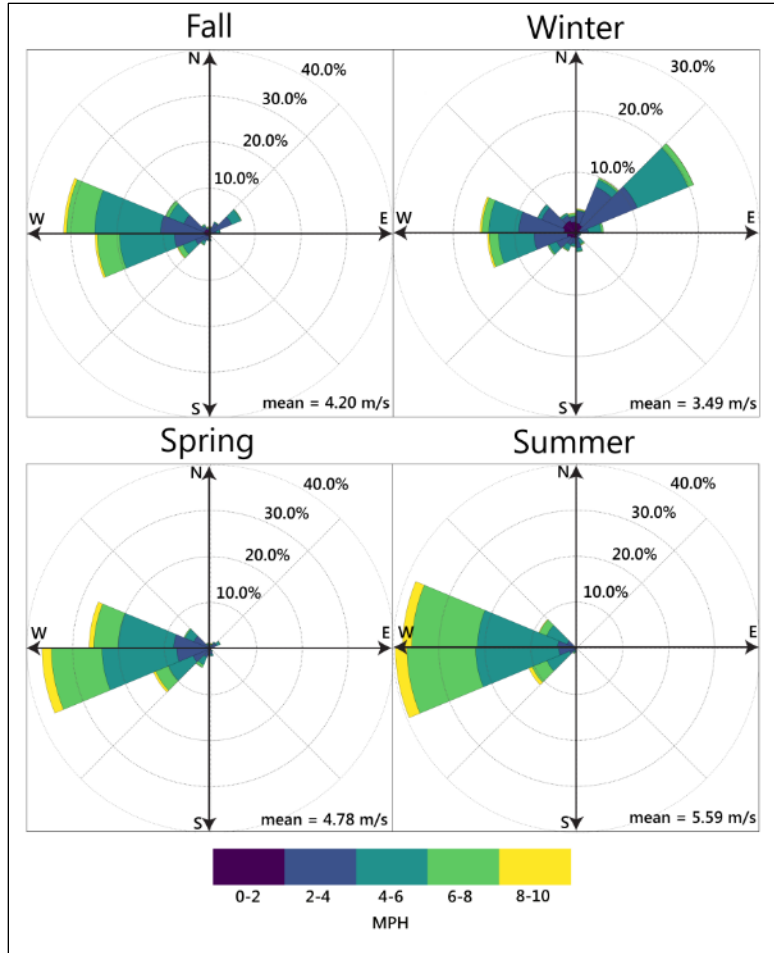 Fall
Winter
N
40.0%
30.0%
20.0%
10.0%
W
E
S
mean = 4.20 m/s
N
30.0%
20.0%
10.0%
W
E
S
mean = 3.49 m/s
Spring
Summer
N
40.0%
30.0%
20.0%
10.0%
W
E
S
mean = 4.78 m/s
N
40.0%
30.0%
20.0%
10.0%
W
E
S
mean = 5.59 m/s
0-2 2-4 4-6 6-8 8-10
MPH